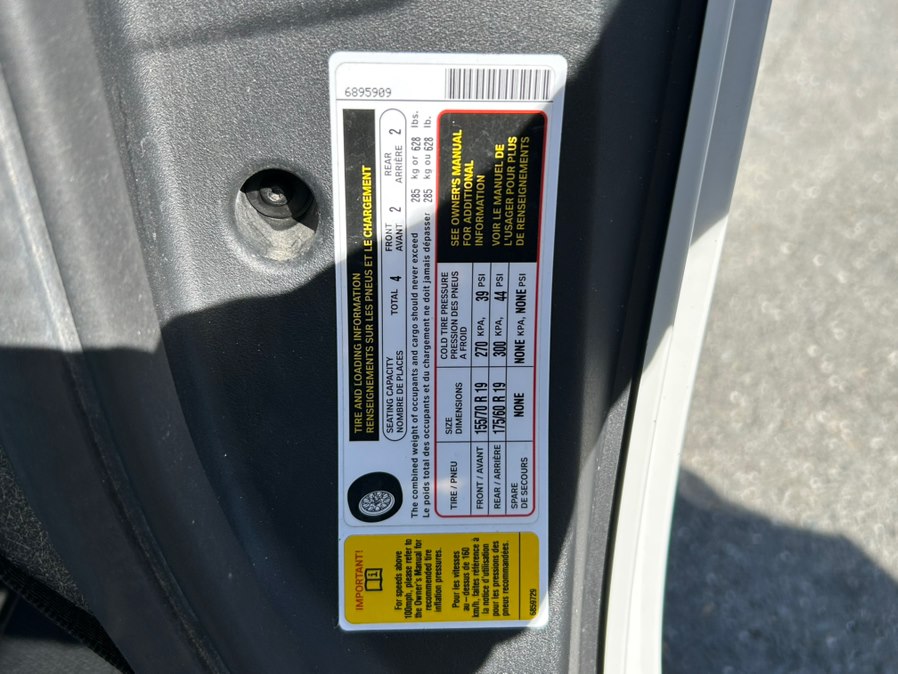 6895909
TIRE AND LOADING INFORMATION
RENSEIGNEMENTS SUR LES PNEUS ET LE CHARGEMENT
SEATING CAPACITY
NOMBRE DE PLACES
TOTAL 4
FRONT
AVANT 2
REAR
ARRIÈRE 2
The combined weight of occupants and cargo should never exceed 285 kg or 628 lbs.
Le poids total des occupants et du chargement ne doit jamais dépasser 285 kg ou 628 lb.
TIRE / PNEU
SIZE
DIMENSIONS
COLD TIRE PRESSURE
PRESSION DES PNEUS
A FROID
FRONT / AVANT 155/70 R 19 270 KPA, 39 PSI
REAR / ARRIÈRE 175/60 R 19 300 KPA, 44 PSI
SPARE
DE SECOURS
NONE NONE KPA, NONE PSI
SEE OWNER'S MANUAL
FOR ADDITIONAL
INFORMATION
VOIR LE MANUEL DE
L'USAGER POUR PLUS
DE RENSEIGNEMENTS
IMPORTANT!
For speeds above
100mph, please refer to
the Owner's Manual for
recommended tire
inflation pressures.
Pour les vitesses
au-dessus de 160
km/h, faites référence à
la notice d'utilisation
pour les pressions des
pneus recommandées.
6859729